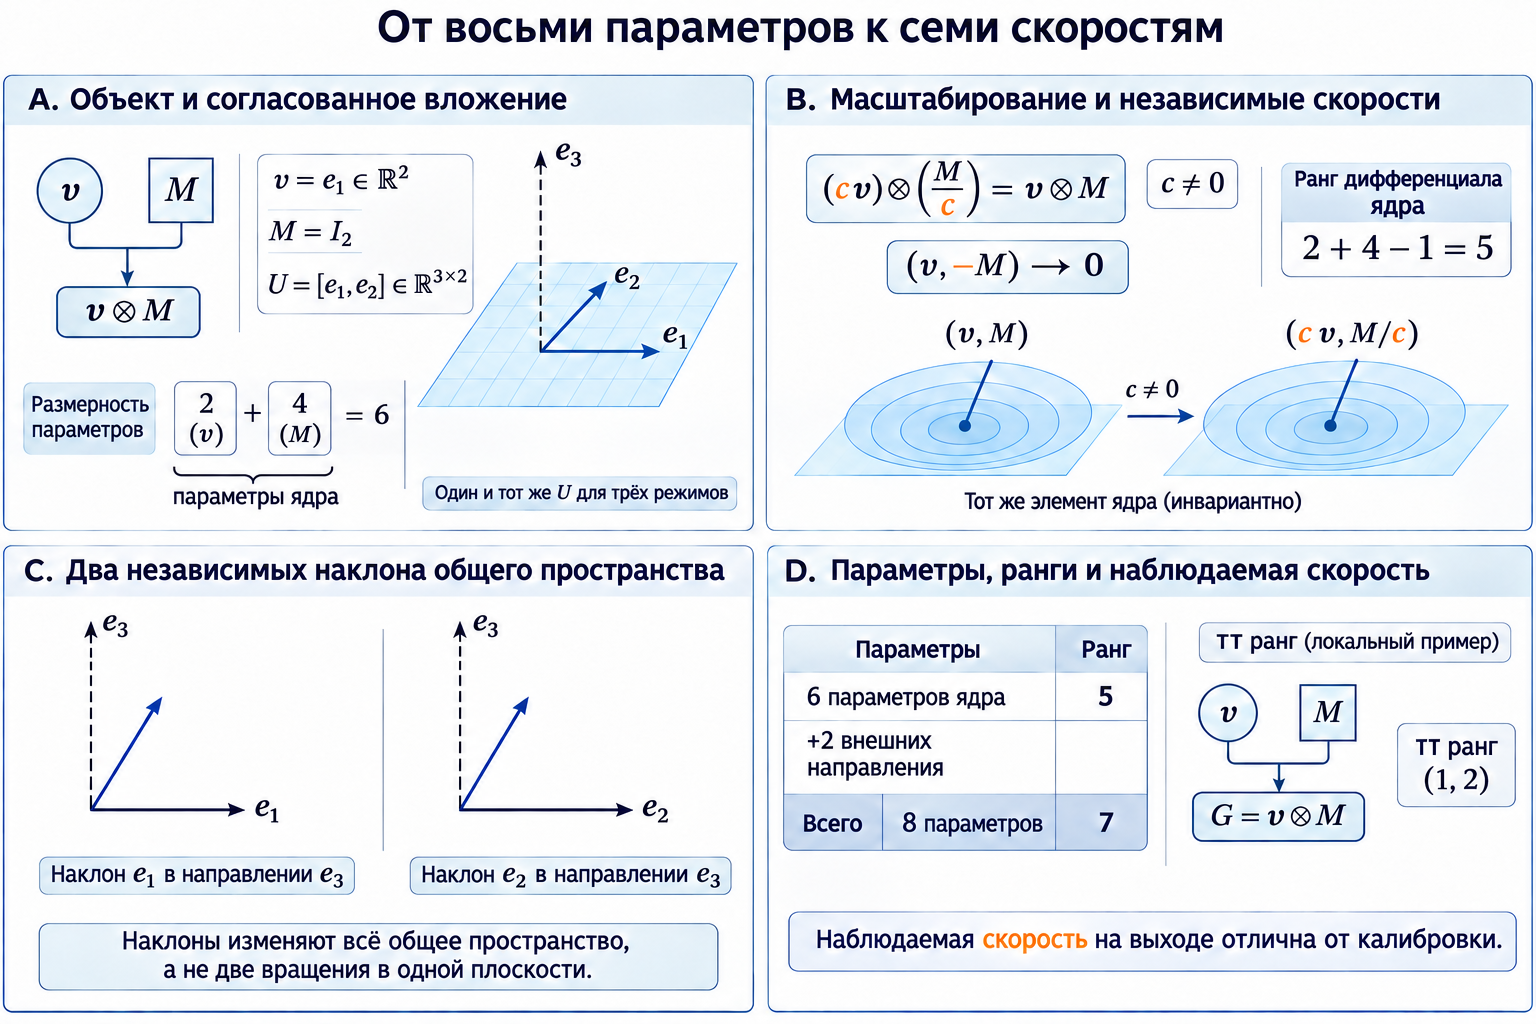 От восьми параметров к семи скоростям
A. Объект и согласованное вложение
v
M
v ⊗ M
v = e₁ ∈ ℝ²
M = I₂
U = [e₁, e₂] ∈ ℝ³ˣ²
e₃
e₂
e₁
Размерность
параметров
2
(v)
+
4
(M)
= 6
параметры ядра
Один и тот же U для трёх режимов
B. Масштабирование и независимые скорости
(cv) ⊗ (M/c) = v ⊗ M
c ≠ 0
(v, −M) → 0
Ранг дифференциала
ядра
2 + 4 − 1 = 5
(v, M)
c ≠ 0
(c v, M/c)
Тот же элемент ядра (инвариантно)
C. Два независимых наклона общего пространства
e₃
e₁
Наклон e₁ в направлении e₃
e₃
e₂
Наклон e₂ в направлении e₃
Наклоны изменяют всё общее пространство,
а не две вращения в одной плоскости.
D. Параметры, ранги и наблюдаемая скорость
Параметры Ранг
6 параметров ядра 5
+2 внешних
направления
Всего 8 параметров 7
ТТ ранг (локальный пример)
v
M
G = v ⊗ M
ТТ ранг
(1, 2)
Наблюдаемая скорость на выходе отлична от калибровки.